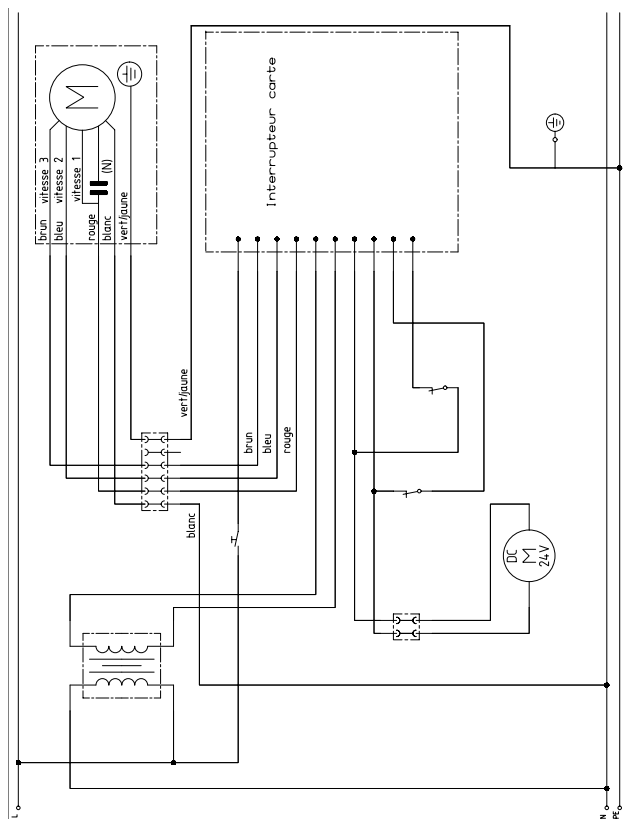 M
Interrupteur carte
brun vitesse 3
bleu vitesse 2
vitesse 1
rouge
(N)
blanc
vert/jaune
vert/jaune
brun
bleu
rouge
blanc
DC
M
24V
L
N
PE